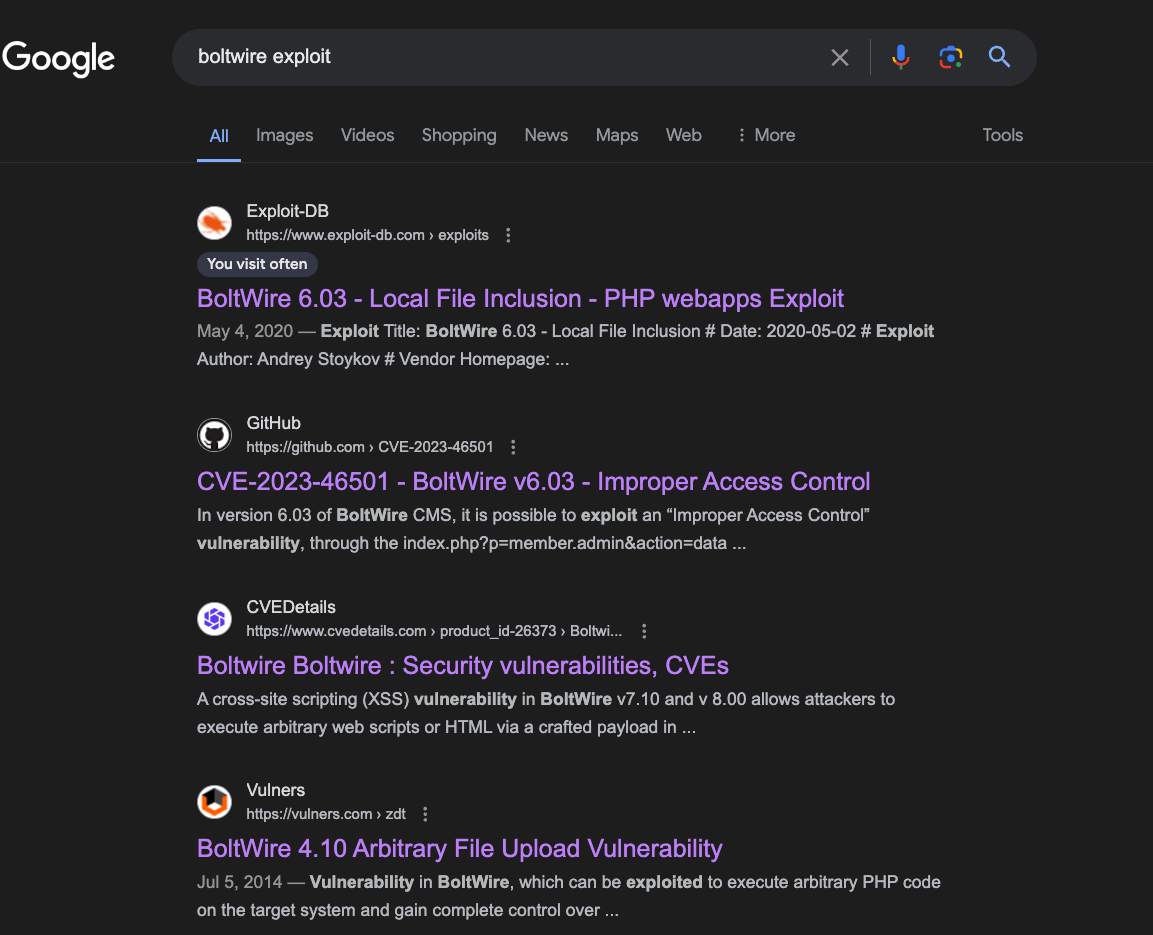 Google
boltwire exploit
All Images Videos Shopping News Maps Web More Tools
Exploit-DB
https://www.exploit-db.com › exploits
You visit often
BoltWire 6.03 - Local File Inclusion - PHP webapps Exploit
May 4, 2020 — Exploit Title: BoltWire 6.03 - Local File Inclusion # Date: 2020-05-02 # Exploit
Author: Andrey Stoykov # Vendor Homepage: ...
GitHub
https://github.com › CVE-2023-46501
CVE-2023-46501 - BoltWire v6.03 - Improper Access Control
In version 6.03 of BoltWire CMS, it is possible to exploit an “Improper Access Control”
vulnerability, through the index.php?p=member.admin&action=data ...
CVEDetails
https://www.cvedetails.com › product_id-26373 › Boltwi...
Boltwire Boltwire : Security vulnerabilities, CVEs
A cross-site scripting (XSS) vulnerability in BoltWire v7.10 and v 8.00 allows attackers to
execute arbitrary web scripts or HTML via a crafted payload in ...
Vulners
https://vulners.com › zdt
BoltWire 4.10 Arbitrary File Upload Vulnerability
Jul 5, 2014 — Vulnerability in BoltWire, which can be exploited to execute arbitrary PHP code
on the target system and gain complete control over ...